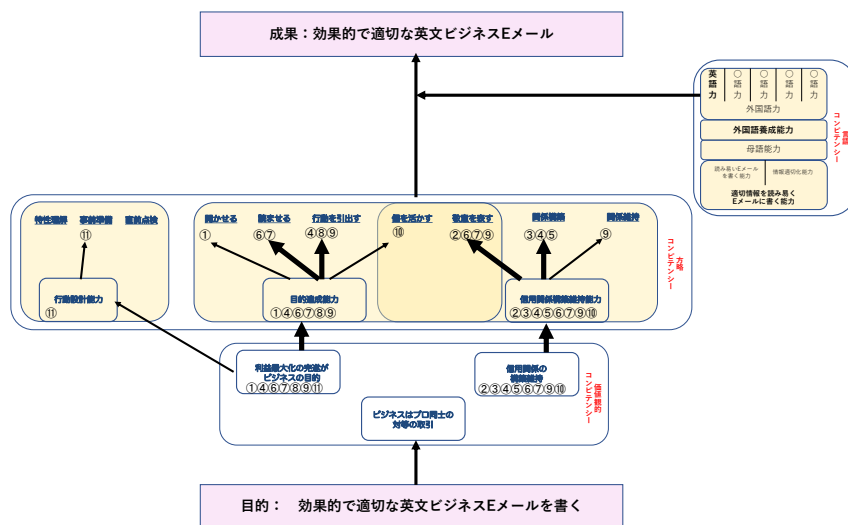 成果：効果的で適切な英文ビジネスEメール
英語力
〇語力
〇語力
〇語力
〇語力
外国語力
外国語養成能力
母語能力
読み易いEメール
を書く能力
情報適切化能力
適切情報を読み易く
Eメールに書く能力
言語
コンピテンシー
特性理解
事前準備
直前点検
⑪
開かせる
①
読ませる
⑥⑦
行動を引出す
④⑧⑨
個を活かす
⑩
敬意を表す
②⑥⑦⑨
関係構築
③④⑤
関係維持
⑨
方略
コンピテンシー
行動設計能力
⑪
目的達成能力
①④⑥⑦⑧⑨
信用関係構築維持能力
②③④⑤⑥⑦⑨⑩
利益最大化の売道が
ビジネスの目的
①④⑥⑦⑧⑨⑪
信用関係の
構築維持
②③④⑤⑥⑦⑨⑩
価値観的
コンピテンシー
ビジネスはプロ同士の
対等の取引
目的：　効果的で適切な英文ビジネスEメールを書く